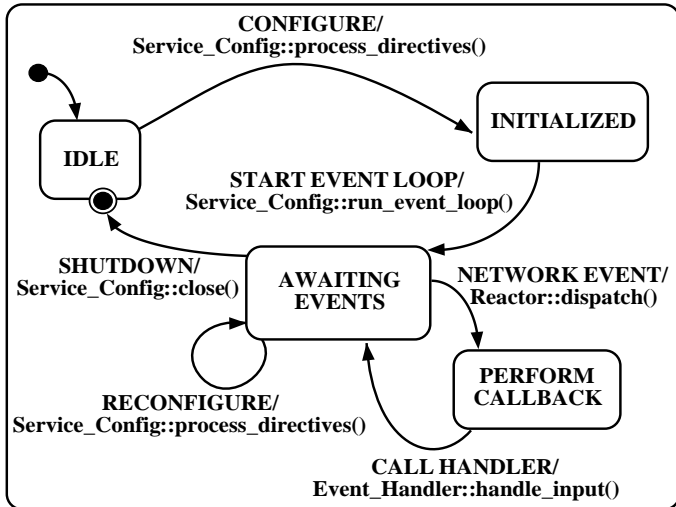 CONFIGURE/
Service_Config::process_directives()
IDLE
INITIALIZED
START EVENT LOOP/
Service_Config::run_event_loop()
SHUTDOWN/
Service_Config::close()
AWAITING
EVENTS
NETWORK EVENT/
Reactor::dispatch()
RECONFIGURE/
Service_Config::process_directives()
PERFORM
CALLBACK
CALL HANDLER/
Event_Handler::handle_input()